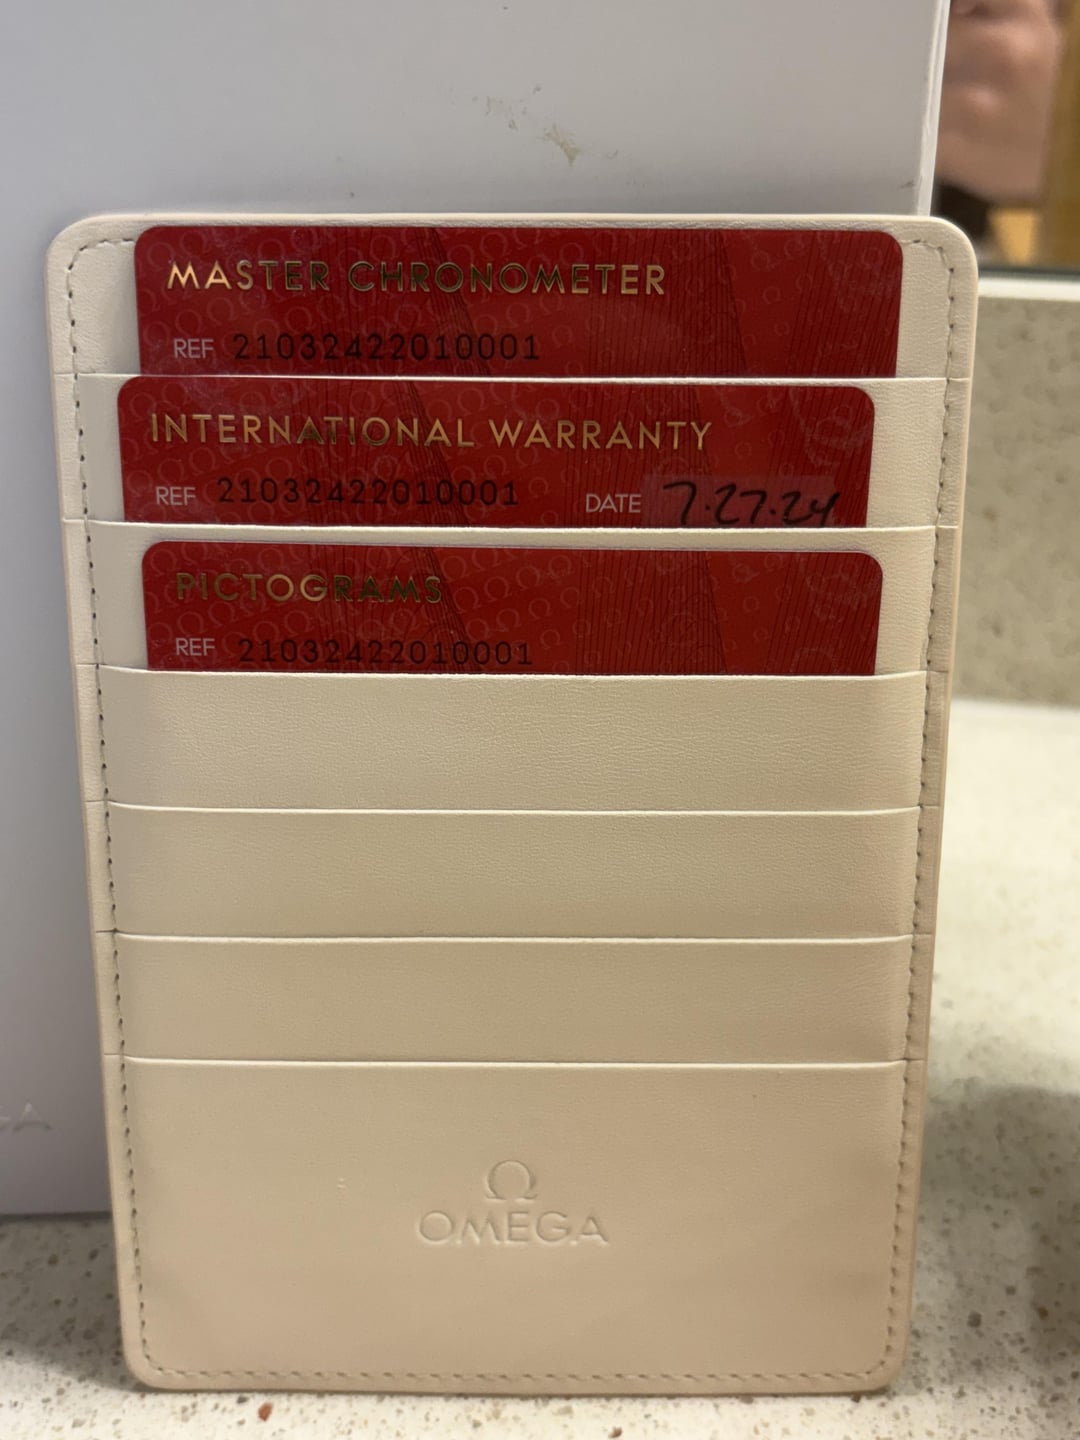 MASTER CHRONOMETER
REF 21032422010001
INTERNATIONAL WARRANTY
REF 21032422010001 DATE 7.27.24
PICTOGRAMS
REF 21032422010001
Ω
OMEGA